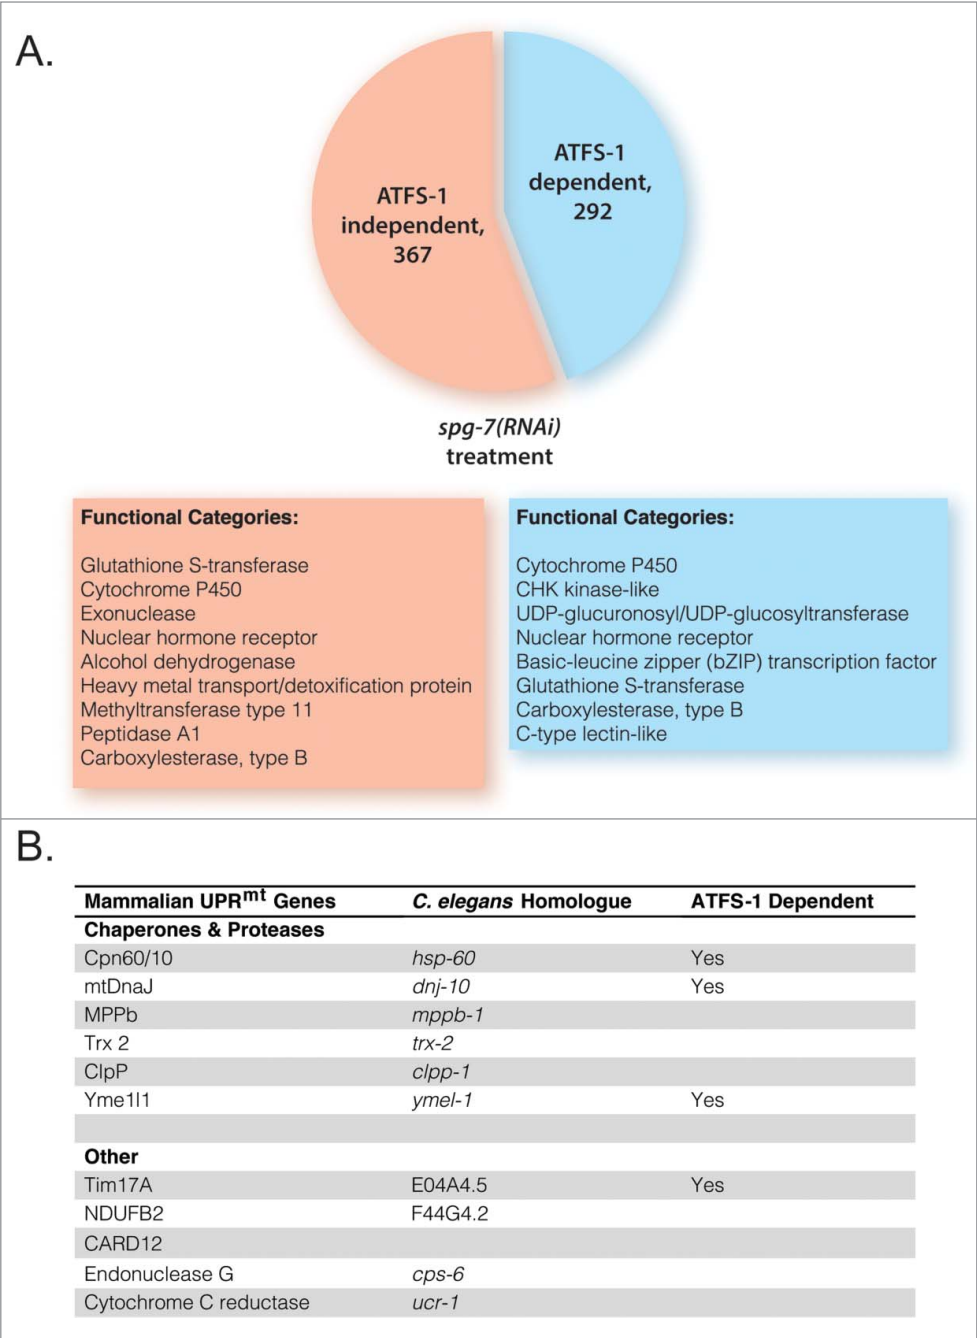 A.
ATFS-1
independent,
367
ATFS-1
dependent,
292
spg-7(RNAi)
treatment
Functional Categories:
Glutathione S-transferase
Cytochrome P450
Exonuclease
Nuclear hormone receptor
Alcohol dehydrogenase
Heavy metal transport/detoxification protein
Methyltransferase type 11
Peptidase A1
Carboxylesterase, type B
Functional Categories:
Cytochrome P450
CHK kinase-like
UDP-glucuronosyl/UDP-glucosyltransferase
Nuclear hormone receptor
Basic-leucine zipper (bZIP) transcription factor
Glutathione S-transferase
Carboxylesterase, type B
C-type lectin-like
B.
Mammalian UPRmt Genes C. elegans Homologue ATFS-1 Dependent
Chaperones & Proteases
Cpn60/10 hsp-60 Yes
mtDnaJ dnj-10 Yes
MPPb mppb-1
Trx 2 trx-2
ClpP clpp-1
Yme1l1 ymel-1 Yes
Other
Tim17A E04A4.5 Yes
NDUFB2 F44G4.2
CARD12
Endonuclease G cps-6
Cytochrome C reductase ucr-1